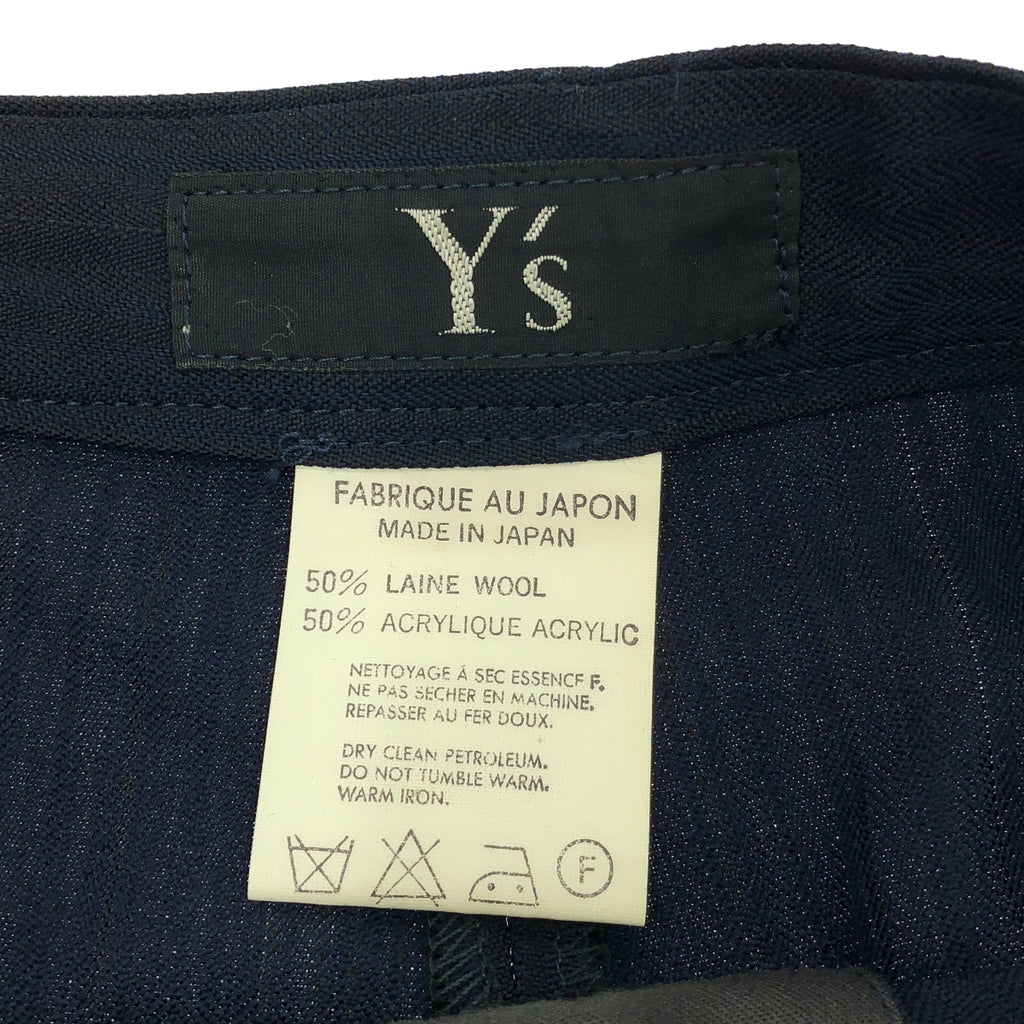 Y's
FABRIQUE AU JAPON
MADE IN JAPAN
50% LAINE WOOL
50% ACRYLIQUE ACRYLIC
NETTOYAGE À SEC ESSENCE F.
NE PAS SECHER EN MACHINE.
REPASSER AU FER DOUX.
DRY CLEAN PETROLEUM.
DO NOT TUMBLE WARM.
WARM IRON.
F